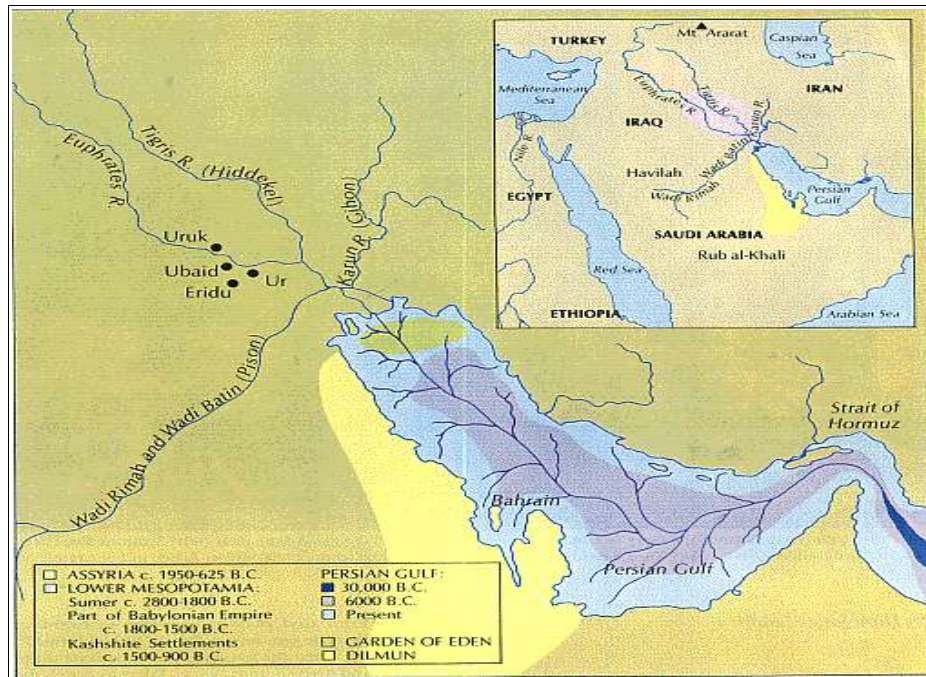 TURKEY
Mt Ararat
Caspian
Sea
Mediterranean
Sea
Euphrates R
Tigris R
IRAN
IRAQ
Karun R
Wadi Batin
Nile R
Havilah
Wadi Rimah
Persian
Gulf
EGYPT
SAUDI ARABIA
Rub al-Khali
Red Sea
ETHIOPIA
Arabian Sea
Euphrates R
Tigris R (Hiddekel)
Karun R (Gihon)
Uruk
Ubaid
Ur
Eridu
Wadi Rimah and Wadi Batin (Pison)
Strait of
Hormuz
Bahrain
Persian Gulf
ASSYRIA c. 1950-625 B.C.
LOWER MESOPOTAMIA:
Sumer c. 2800-1800 B.C.
Part of Babylonian Empire
c. 1800-1500 B.C.
Kashshite Settlements
c. 1500-900 B.C.
PERSIAN GULF:
30,000 B.C.
6000 B.C.
Present
GARDEN OF EDEN
DILMUN